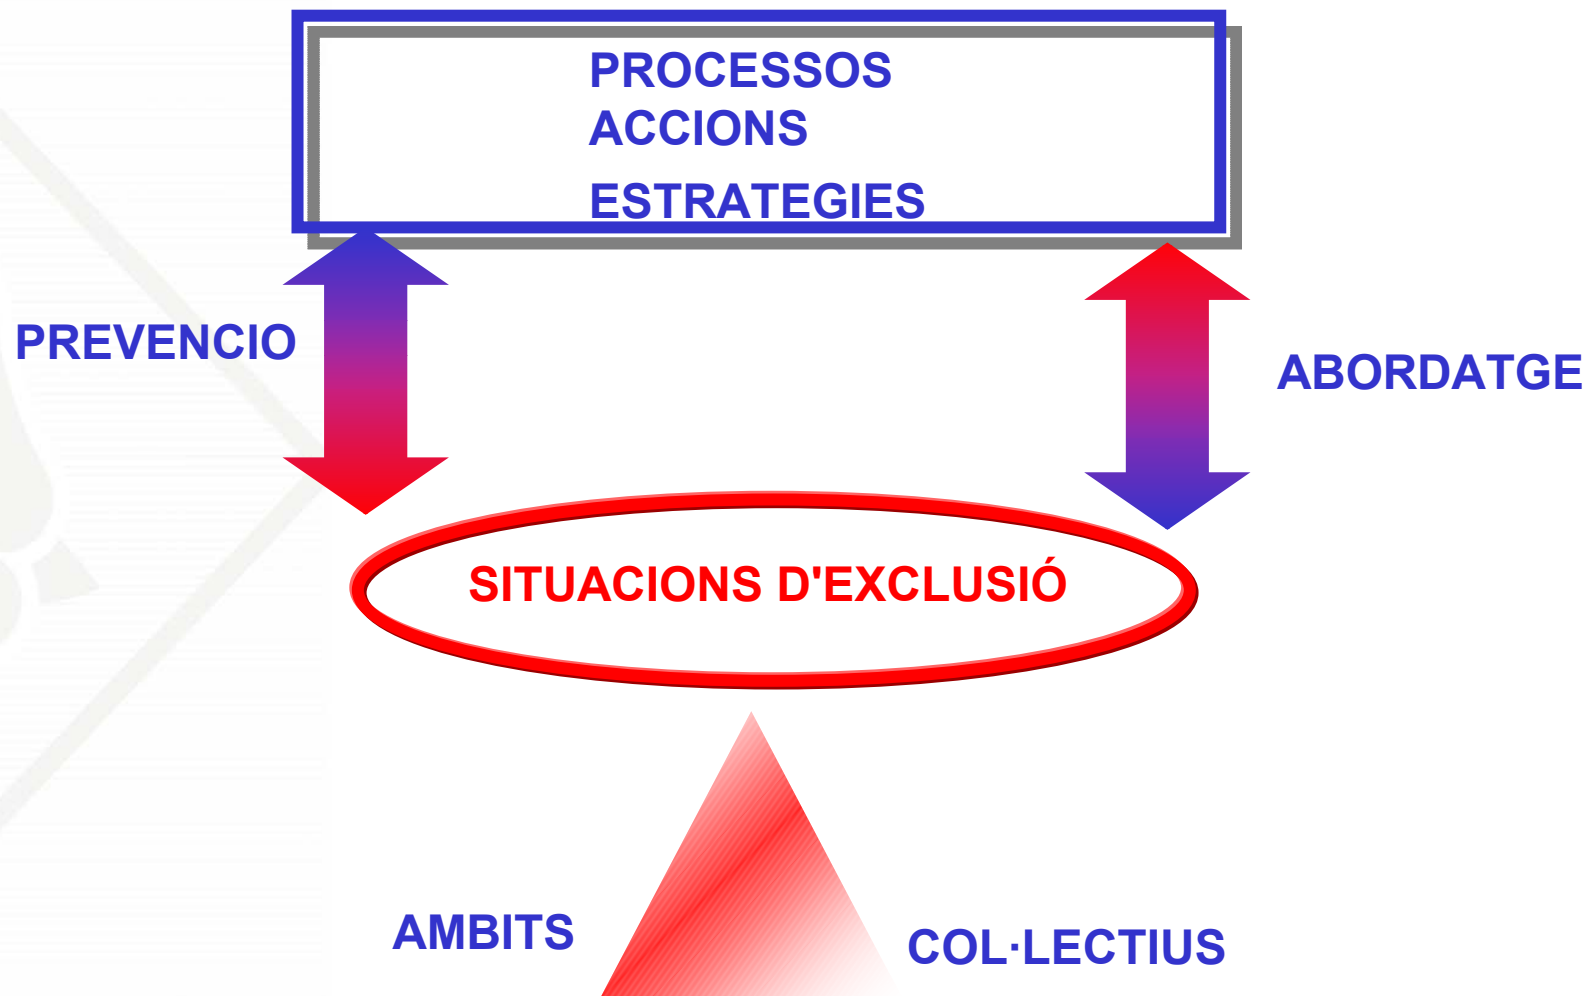 PROCESSOS
ACCIONS
ESTRATEGIES
PREVENCIO
ABORDATGE
SITUACIONS D'EXCLUSIÓ
AMBITS
COL·LECTIUS